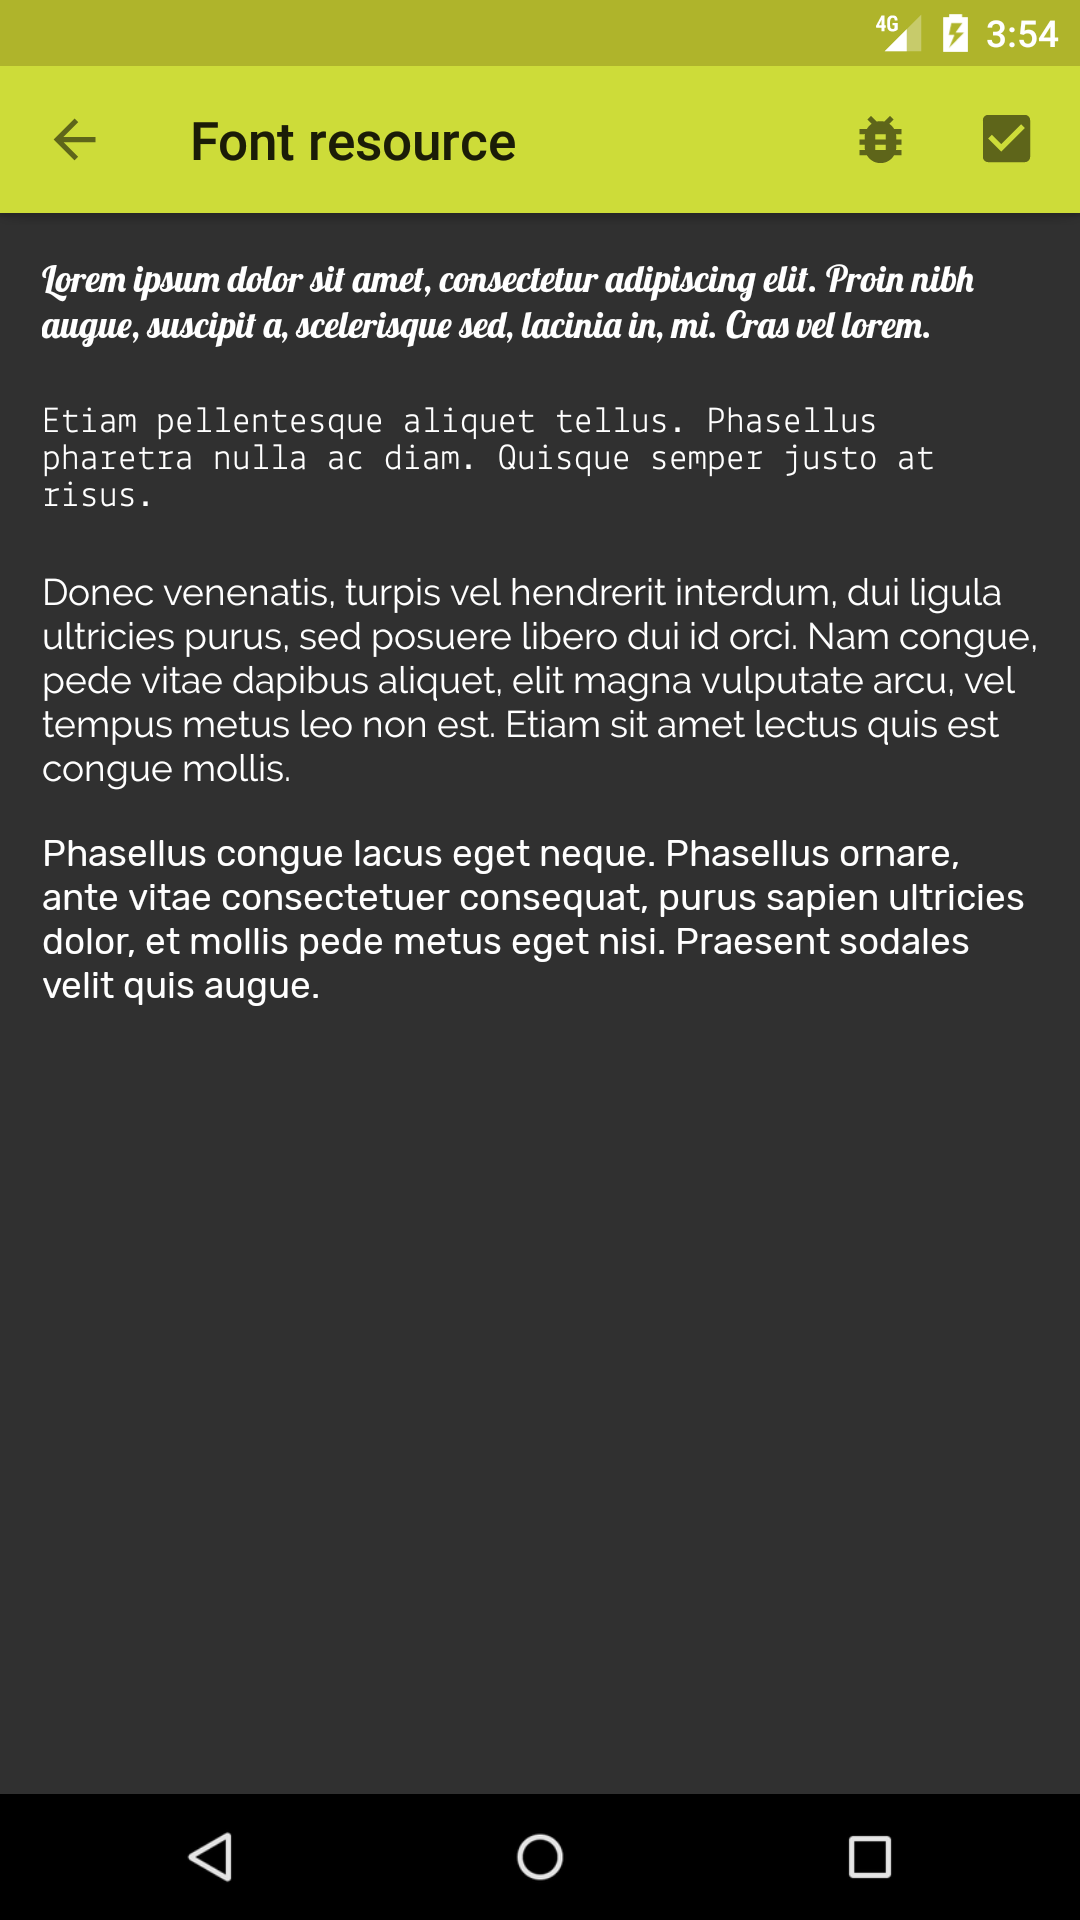 4G 3:54
Font resource
Lorem ipsum dolor sit amet, consectetur adipiscing elit. Proin nibh
augue, suscipit a, scelerisque sed, lacinia in, mi. Cras vel lorem.
Etiam pellentesque aliquet tellus. Phasellus
pharetra nulla ac diam. Quisque semper justo at
risus.
Donec venenatis, turpis vel hendrerit interdum, dui ligula
ultricies purus, sed posuere libero dui id orci. Nam congue,
pede vitae dapibus aliquet, elit magna vulputate arcu, vel
tempus metus leo non est. Etiam sit amet lectus quis est
congue mollis.
Phasellus congue lacus eget neque. Phasellus ornare,
ante vitae consectetuer consequat, purus sapien ultricies
dolor, et mollis pede metus eget nisi. Praesent sodales
velit quis augue.